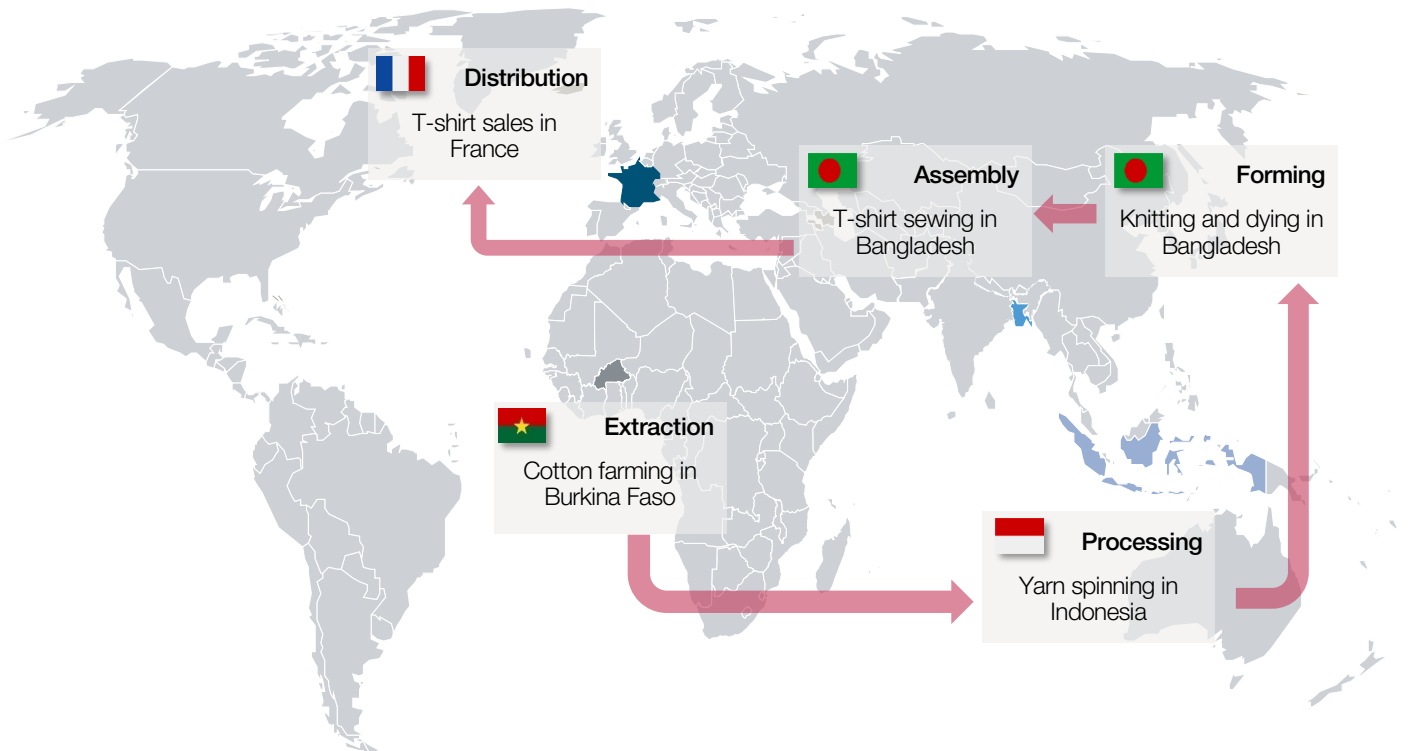 Distribution
T-shirt sales in
France
Assembly
T-shirt sewing in
Bangladesh
Forming
Knitting and dying in
Bangladesh
Extraction
Cotton farming in
Burkina Faso
Processing
Yarn spinning in
Indonesia